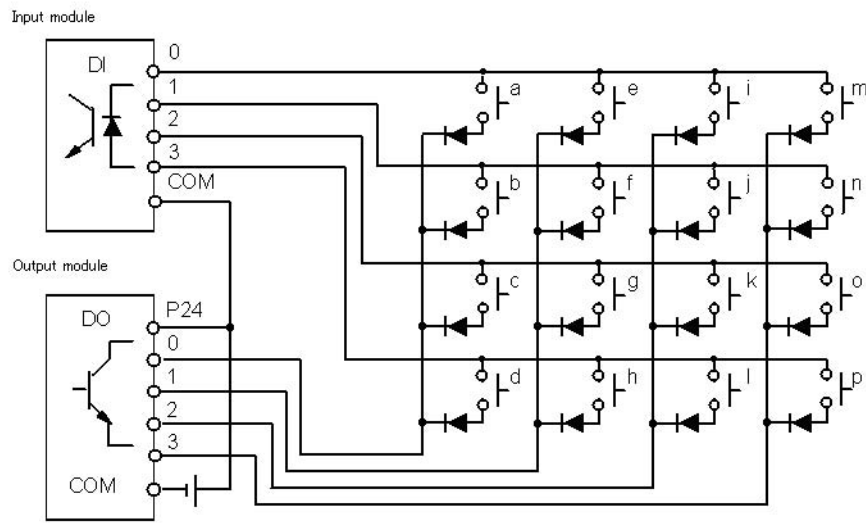 Input module
DI
0
1
2
3
COM
a e i m
b f j n
c g k o
d h l p
Output module
DO
P24
0
1
2
3
COM